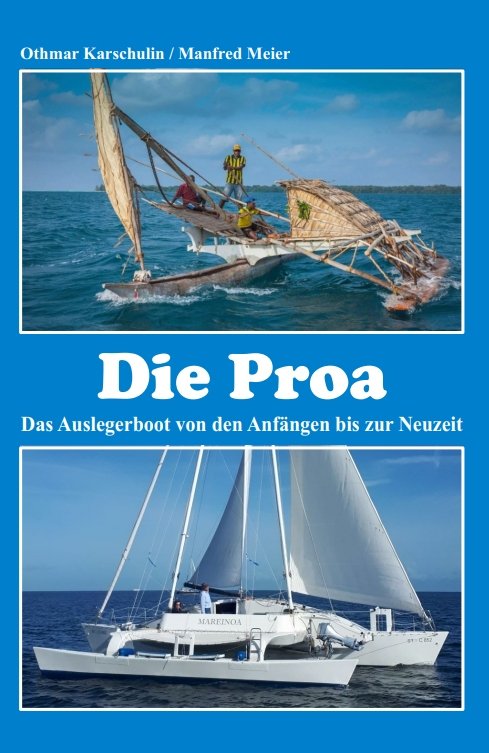 Othmar Karschulin / Manfred Meier
Die Proa
Das Auslegerboot von den Anfängen bis zur Neuzeit
MAREINOA